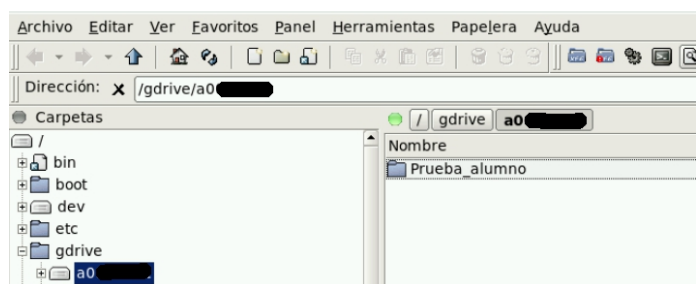 Archivo Editar Ver Favoritos Panel Herramientas Papelera Ayuda
Dirección: /gdrive/a0
Carpetas
/ gdrive a0
/
Nombre
bin
Prueba_alumno
boot
dev
etc
gdrive
a0